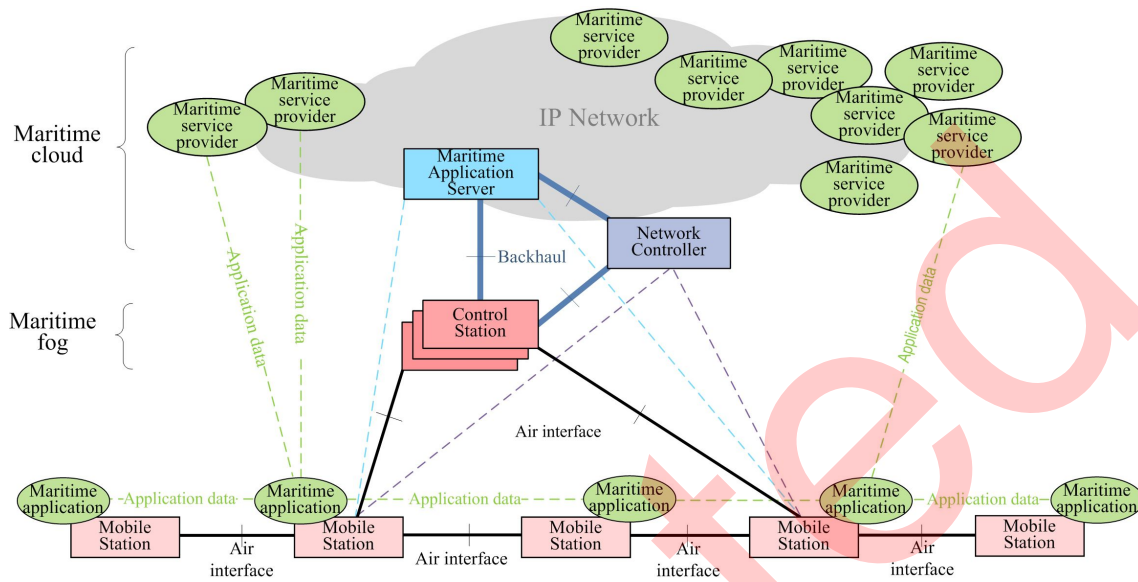 Maritime
service
provider
Maritime
service
provider
Maritime
service
provider
Maritime
service
provider
Maritime
service
provider
Maritime
service
provider
Maritime
service
provider
Maritime
service
provider
Maritime
service
provider
IP Network
Maritime
cloud
Maritime
Application
Server
Network
Controller
Backhaul
Application data
Application data
Application data
Maritime
fog
Control
Station
Air interface
Maritime
application
Application data
Maritime
application
Application data
Maritime
application
Maritime
application
Application data
Maritime
application
Mobile
Station
Mobile
Station
Mobile
Station
Mobile
Station
Mobile
Station
Air
interface
Air interface
Air
interface
Air
interface
ted